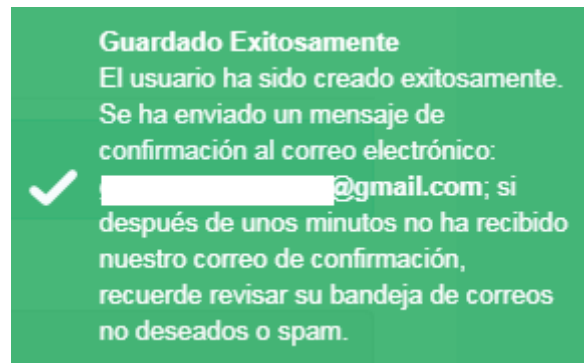 Guardado Exitosamente
El usuario ha sido creado exitosamente.
Se ha enviado un mensaje de
confirmación al correo electrónico:
@gmail.com; si
después de unos minutos no ha recibido
nuestro correo de confirmación,
recuerde revisar su bandeja de correos
no deseados o spam.